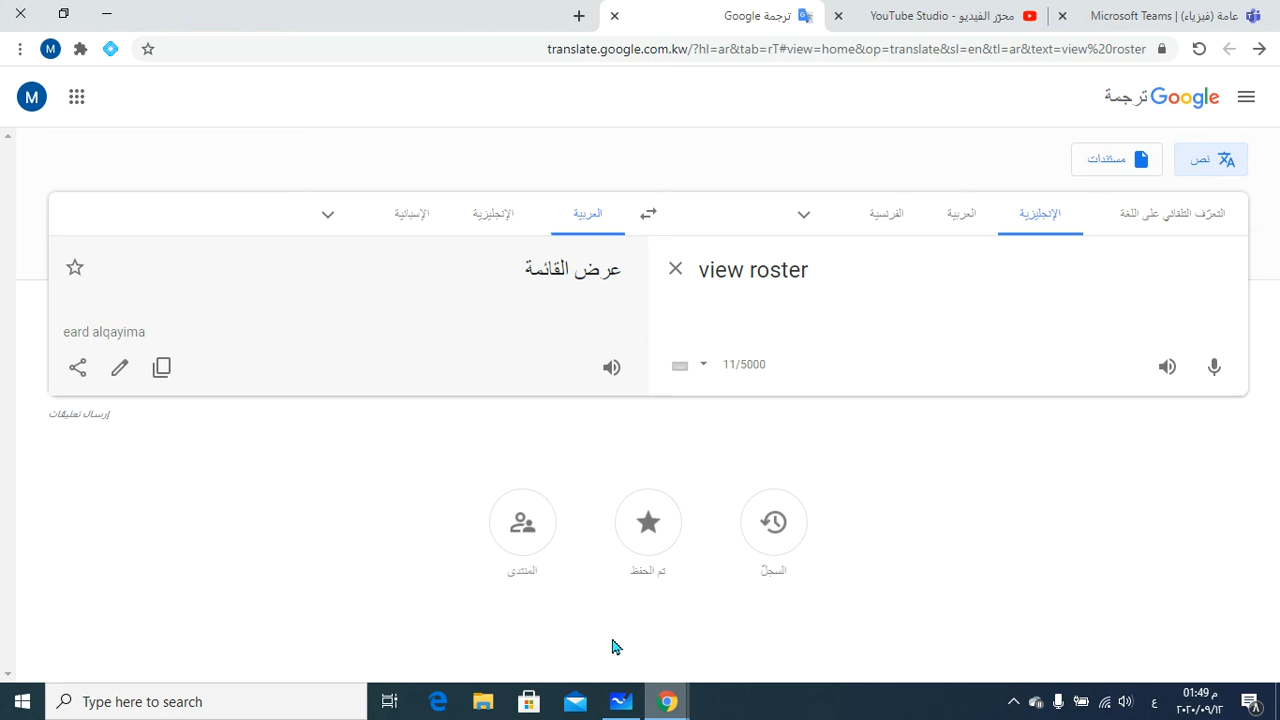 Microsoft Teams | عامة (فيزياء)
محرّر الفيديو - YouTube Studio
ترجمة Google
translate.google.com.kw/?hl=ar&tab=rT#view=home&op=translate&sl=en&tl=ar&text=view%20roster
M
Google ترجمة
M
نص
مستندات
التعرّف التلقائي على اللغة
الإنجليزية
العربية
الفرنسية
العربية
الإنجليزية
الإسبانية
view roster
عرض القائمة
eard alqayima
11/5000
إرسال تعليقات
السجلّ
تم الحفظ
المنتدى
Type here to search
ع
01:49 م
٢٠٢٠/٠٩/١٢
٨